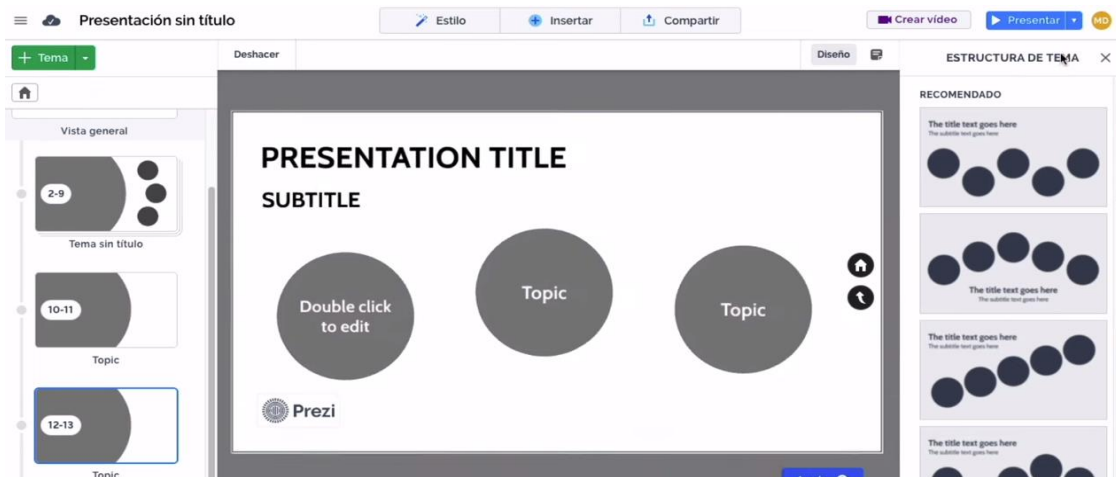 Presentación sin título
Estilo
Insertar
Compartir
Crear vídeo
Presentar
MD
+ Tema
Deshacer
Diseño
ESTRUCTURA DE TEMA
Vista general
2-9
Tema sin título
10-11
Topic
12-13
Topic
PRESENTATION TITLE
SUBTITLE
Double click
to edit
Topic
Topic
Prezi
RECOMENDADO
The title text goes here
The subtitle text goes here
The title text goes here
The subtitle text goes here
The title text goes here
The subtitle text goes here
The title text goes here
The subtitle text goes here